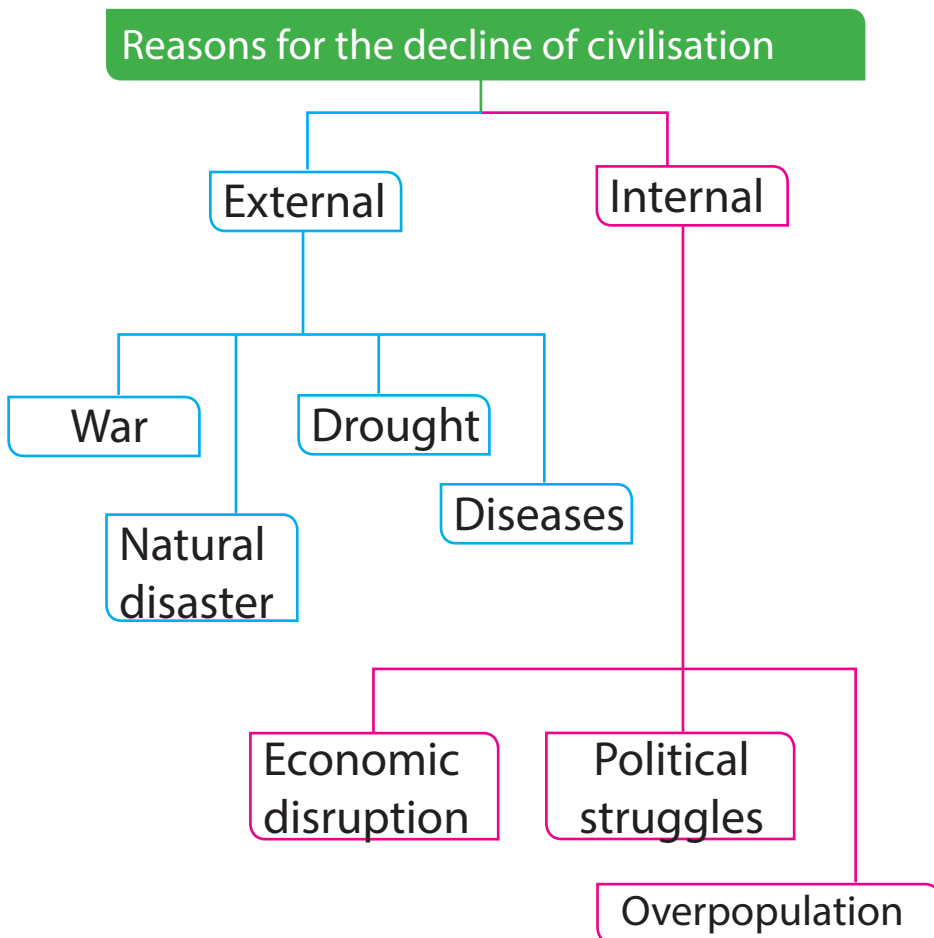 Reasons for the decline of civilisation
External
Internal
War
Drought
Diseases
Natural
disaster
Economic
disruption
Political
struggles
Overpopulation